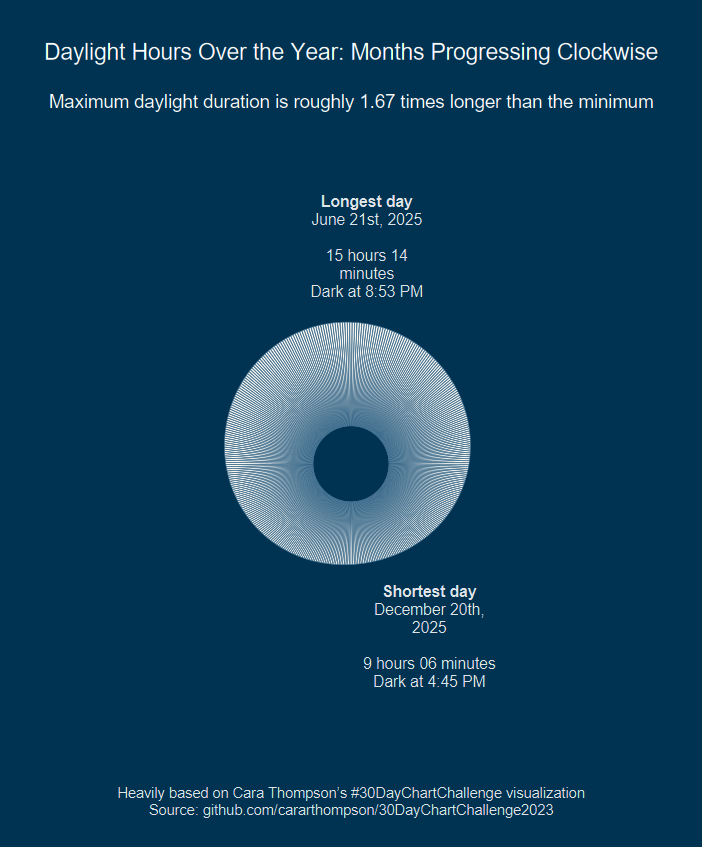 Daylight Hours Over the Year: Months Progressing Clockwise
Maximum daylight duration is roughly 1.67 times longer than the minimum
Longest day
June 21st, 2025
15 hours 14
minutes
Dark at 8:53 PM
Shortest day
December 20th,
2025
9 hours 06 minutes
Dark at 4:45 PM
Heavily based on Cara Thompson’s #30DayChartChallenge visualization
Source: github.com/cararthompson/30DayChartChallenge2023